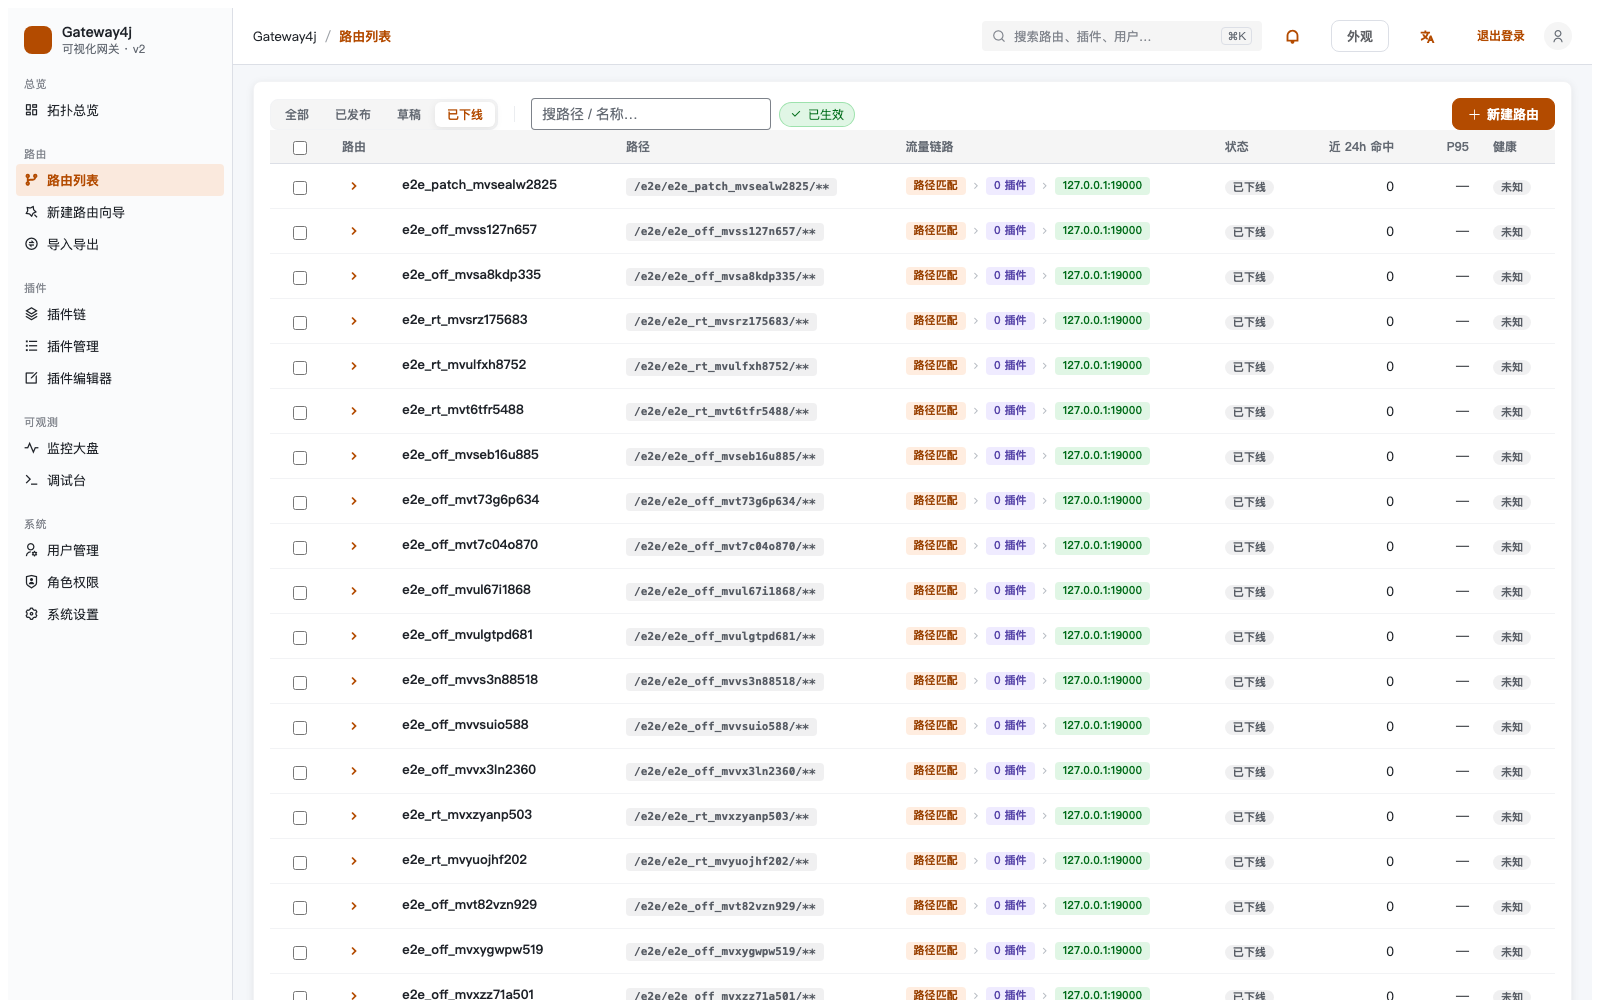 Gateway4j
可视化网关 · v2
总览
拓扑总览
路由
路由列表
新建路由向导
导入导出
插件
插件链
插件管理
插件编辑器
可观测
监控大盘
调试台
系统
用户管理
角色权限
系统设置
Gateway4j / 路由列表
搜索路由、插件、用户… ⌘K
外观
退出登录
全部 已发布 草稿 已下线
搜路径 / 名称…
已生效
新建路由
路由 路径 流量链路 状态 近 24h 命中 P95 健康
e2e_patch_mvsealw2825 /e2e/e2e_patch_mvsealw2825/** 路径匹配 › 0 插件 › 127.0.0.1:19000 已下线 0 — 未知
e2e_off_mvss127n657 /e2e/e2e_off_mvss127n657/** 路径匹配 › 0 插件 › 127.0.0.1:19000 已下线 0 — 未知
e2e_off_mvsa8kdp335 /e2e/e2e_off_mvsa8kdp335/** 路径匹配 › 0 插件 › 127.0.0.1:19000 已下线 0 — 未知
e2e_rt_mvsrz175683 /e2e/e2e_rt_mvsrz175683/** 路径匹配 › 0 插件 › 127.0.0.1:19000 已下线 0 — 未知
e2e_rt_mvulfxh8752 /e2e/e2e_rt_mvulfxh8752/** 路径匹配 › 0 插件 › 127.0.0.1:19000 已下线 0 — 未知
e2e_rt_mvt6tfr5488 /e2e/e2e_rt_mvt6tfr5488/** 路径匹配 › 0 插件 › 127.0.0.1:19000 已下线 0 — 未知
e2e_off_mvseb16u885 /e2e/e2e_off_mvseb16u885/** 路径匹配 › 0 插件 › 127.0.0.1:19000 已下线 0 — 未知
e2e_off_mvt73g6p634 /e2e/e2e_off_mvt73g6p634/** 路径匹配 › 0 插件 › 127.0.0.1:19000 已下线 0 — 未知
e2e_off_mvt7c04o870 /e2e/e2e_off_mvt7c04o870/** 路径匹配 › 0 插件 › 127.0.0.1:19000 已下线 0 — 未知
e2e_off_mvul67i1868 /e2e/e2e_off_mvul67i1868/** 路径匹配 › 0 插件 › 127.0.0.1:19000 已下线 0 — 未知
e2e_off_mvulgtpd681 /e2e/e2e_off_mvulgtpd681/** 路径匹配 › 0 插件 › 127.0.0.1:19000 已下线 0 — 未知
e2e_off_mvvs3n88518 /e2e/e2e_off_mvvs3n88518/** 路径匹配 › 0 插件 › 127.0.0.1:19000 已下线 0 — 未知
e2e_off_mvvsuio588 /e2e/e2e_off_mvvsuio588/** 路径匹配 › 0 插件 › 127.0.0.1:19000 已下线 0 — 未知
e2e_off_mvvx3ln2360 /e2e/e2e_off_mvvx3ln2360/** 路径匹配 › 0 插件 › 127.0.0.1:19000 已下线 0 — 未知
e2e_rt_mvxzyanp503 /e2e/e2e_rt_mvxzyanp503/** 路径匹配 › 0 插件 › 127.0.0.1:19000 已下线 0 — 未知
e2e_rt_mvyuojhf202 /e2e/e2e_rt_mvyuojhf202/** 路径匹配 › 0 插件 › 127.0.0.1:19000 已下线 0 — 未知
e2e_off_mvt82vzn929 /e2e/e2e_off_mvt82vzn929/** 路径匹配 › 0 插件 › 127.0.0.1:19000 已下线 0 — 未知
e2e_off_mvxygwpw519 /e2e/e2e_off_mvxygwpw519/** 路径匹配 › 0 插件 › 127.0.0.1:19000 已下线 0 — 未知
e2e_off_mvxzz71a501 /e2e/e2e_off_mvxzz71a501/** 路径匹配 › 0 插件 › 127.0.0.1:19000 已下线 0 — 未知